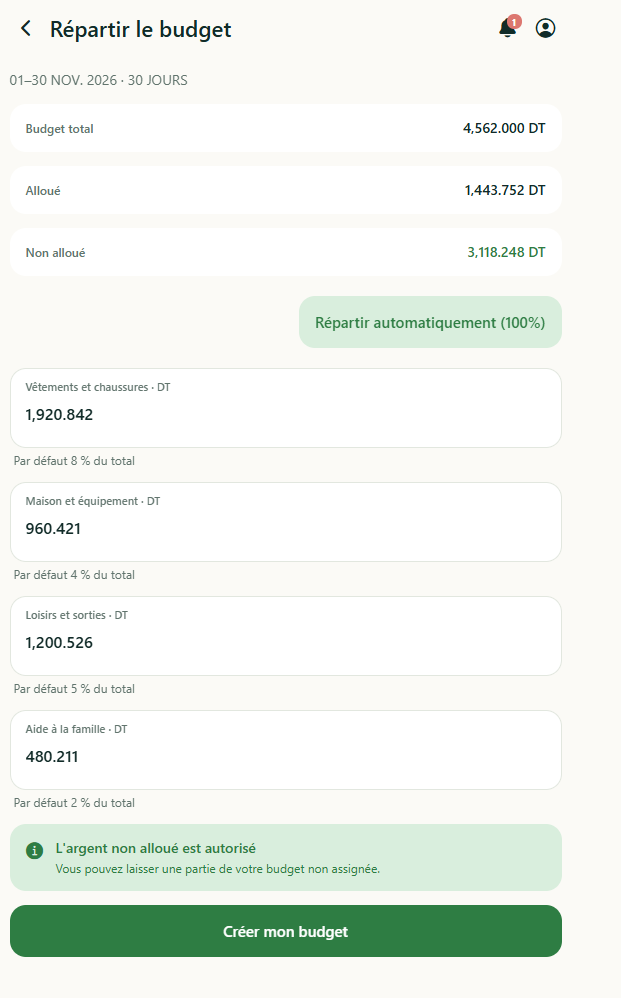 Répartir le budget
1
01–30 NOV. 2026 · 30 JOURS
Budget total
4,562.000 DT
Alloué
1,443.752 DT
Non alloué
3,118.248 DT
Répartir automatiquement (100%)
Vêtements et chaussures · DT
1,920.842
Par défaut 8 % du total
Maison et équipement · DT
960.421
Par défaut 4 % du total
Loisirs et sorties · DT
1,200.526
Par défaut 5 % du total
Aide à la famille · DT
480.211
Par défaut 2 % du total
L'argent non alloué est autorisé
Vous pouvez laisser une partie de votre budget non assignée.
Créer mon budget